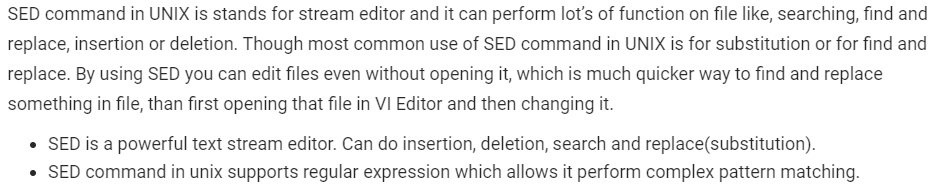 SED command in UNIX is stands for stream editor and it can perform lot’s of function on file like, searching, find and
replace, insertion or deletion. Though most common use of SED command in UNIX is for substitution or for find and
replace. By using SED you can edit files even without opening it, which is much quicker way to find and replace
something in file, than first opening that file in VI Editor and then changing it.
• SED is a powerful text stream editor. Can do insertion, deletion, search and replace(substitution).
• SED command in unix supports regular expression which allows it perform complex pattern matching.